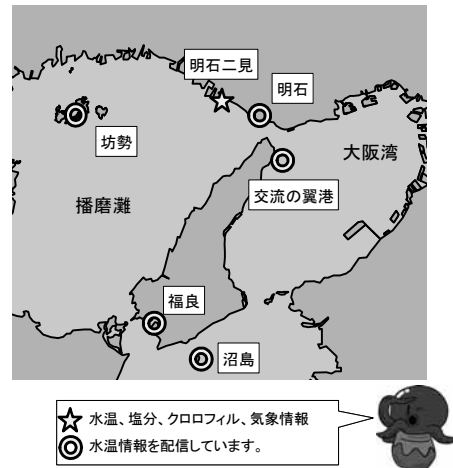 明石二見
明石
坊勢
大阪湾
交流の翼港
播磨灘
福良
沼島
水温、塩分、クロロフィル、気象情報
水温情報を配信しています。